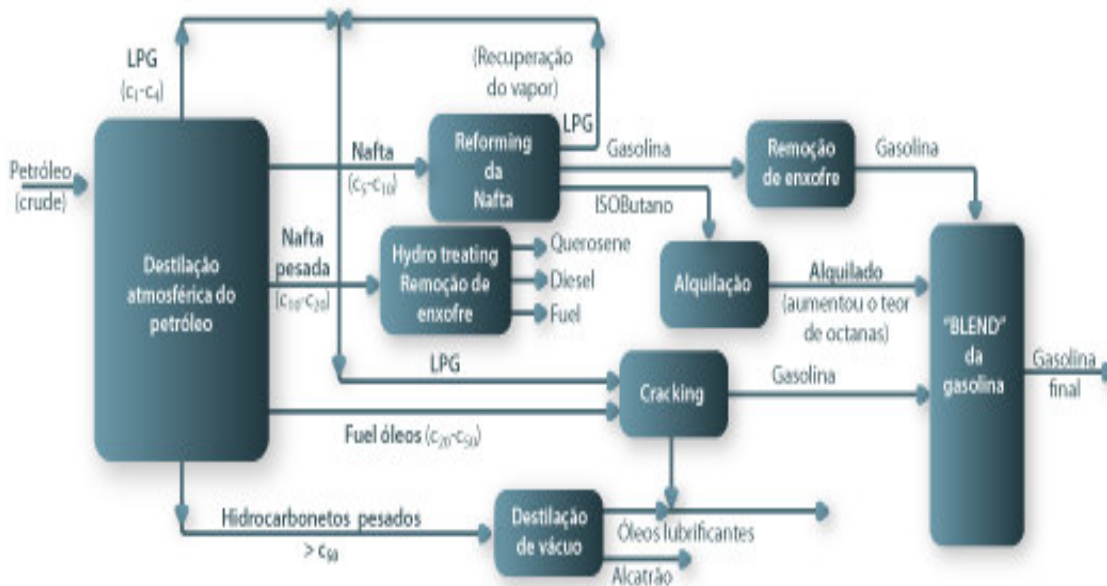 LPG
(c₁-c₄)
Petróleo
(crude)
Destilação
atmosférica do
petróleo
Nafta
(c₅-c₁₀)
Nafta
pesada
(c₁₀-c₂₀)
(Recuperação
do vapor)
LPG
Reforming
da
Nafta
Gasolina
Remoção
de enxofre
Gasolina
ISOButano
Hydro treating
Remoção de
enxofre
Querosene
Diesel
Fuel
Alquilação
Alquilado
(aumentou o teor
de octanas)
"BLEND"
da
gasolina
Gasolina
final
LPG
Cracking
Gasolina
Fuel óleos (c₂₀-c₅₀)
Hidrocarbonetos pesados
> c₅₀
Destilação
de vácuo
Óleos lubrificantes
Alcatrão